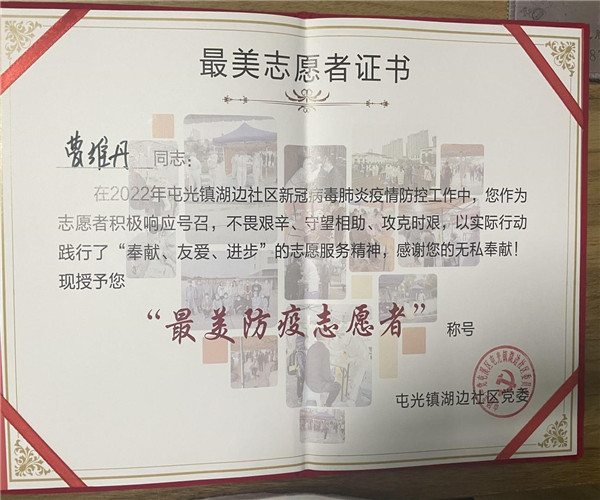 最美志愿者证书
曹维丹 同志：
在2022年屯光镇湖边社区新冠病毒肺炎疫情防控工作中，您作为
志愿者积极响应号召，不畏艰辛、守望相助、攻克时艰，以实际行动
践行了“奉献、友爱、进步”的志愿服务精神，感谢您的无私奉献！
现授予您
“最美防疫志愿者” 称号
屯光镇湖边社区党委